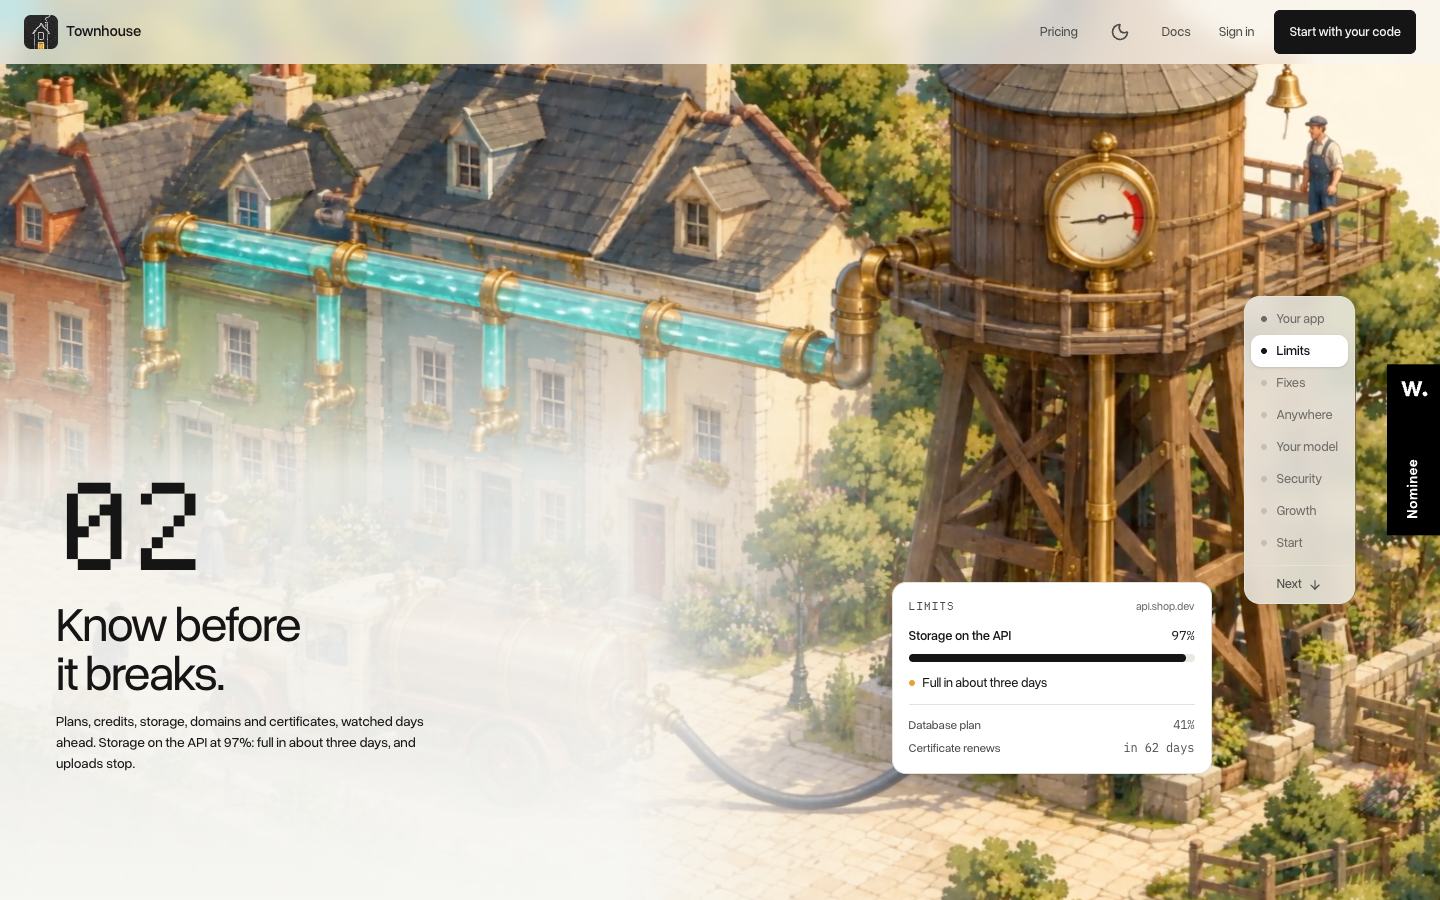 Townhouse
Pricing
Docs
Sign in
Start with your code
Your app
Limits
Fixes
Anywhere
Your model
Security
Growth
Start
Next
W.
Nominee
02
Know before
it breaks.
Plans, credits, storage, domains and certificates, watched days
ahead. Storage on the API at 97%: full in about three days, and
uploads stop.
LIMITS api.shop.dev
Storage on the API 97%
Full in about three days
Database plan 41%
Certificate renews in 62 days